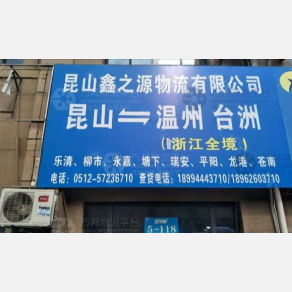 昆山鑫之源物流有限公司
昆山⇌温州 台洲
(浙江全境)
乐清、柳市、永嘉、塘下、瑞安、平阳、龙港、苍南
电话:0512-57236710 查货电话:18994443710/18962603710
5-118